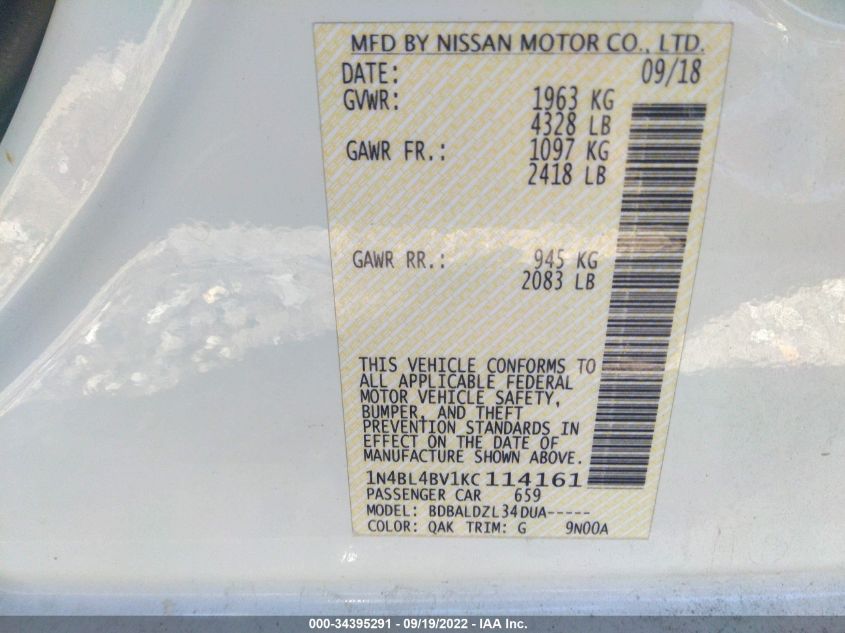 MFD BY NISSAN MOTOR CO., LTD.
DATE: 09/18
GVWR: 1963 KG
4328 LB
GAWR FR.: 1097 KG
2418 LB
GAWR RR.: 945 KG
2083 LB
THIS VEHICLE CONFORMS TO
ALL APPLICABLE FEDERAL
MOTOR VEHICLE SAFETY,
BUMPER, AND THEFT
PREVENTION STANDARDS IN
EFFECT ON THE DATE OF
MANUFACTURE SHOWN ABOVE.
1N4BL4BV1KC114161
PASSENGER CAR 659
MODEL: BDBALDZL34DUA-----
COLOR: QAK TRIM: G 9N00A
000-34395291 - 09/19/2022 - IAA Inc.